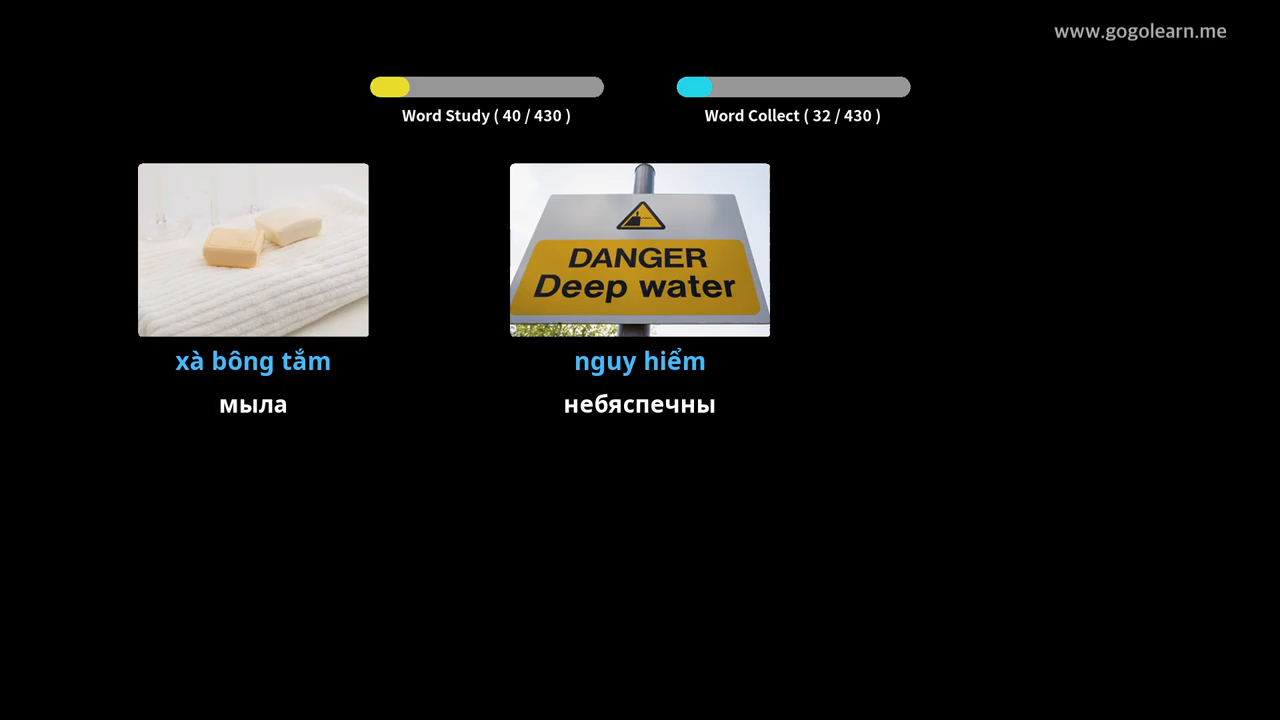 www.gogolearn.me
Word Study ( 40 / 430 )
Word Collect ( 32 / 430 )
DANGER
Deep water
xà bông tắm
nguy hiểm
мыла
небяспечны